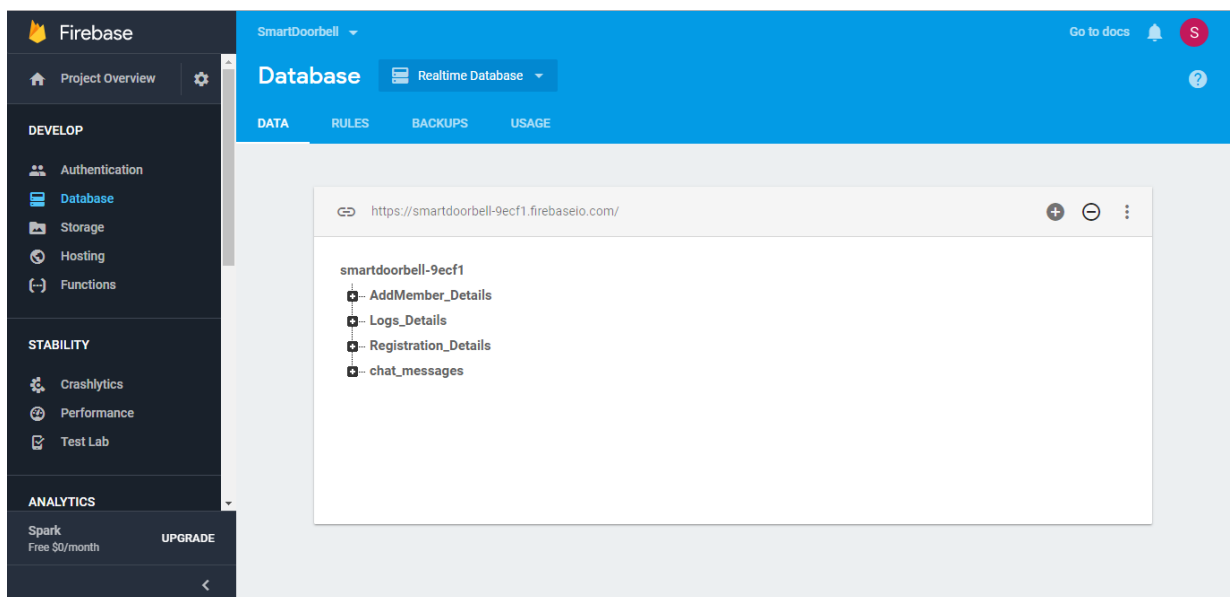 Firebase
Project Overview
DEVELOP
Authentication
Database
Storage
Hosting
Functions
STABILITY
Crashlytics
Performance
Test Lab
ANALYTICS
Spark
Free $0/month
UPGRADE
SmartDoorbell
Go to docs
S
Database
Realtime Database
DATA RULES BACKUPS USAGE
https://smartdoorbell-9ecf1.firebaseio.com/
smartdoorbell-9ecf1
AddMember_Details
Logs_Details
Registration_Details
chat_messages